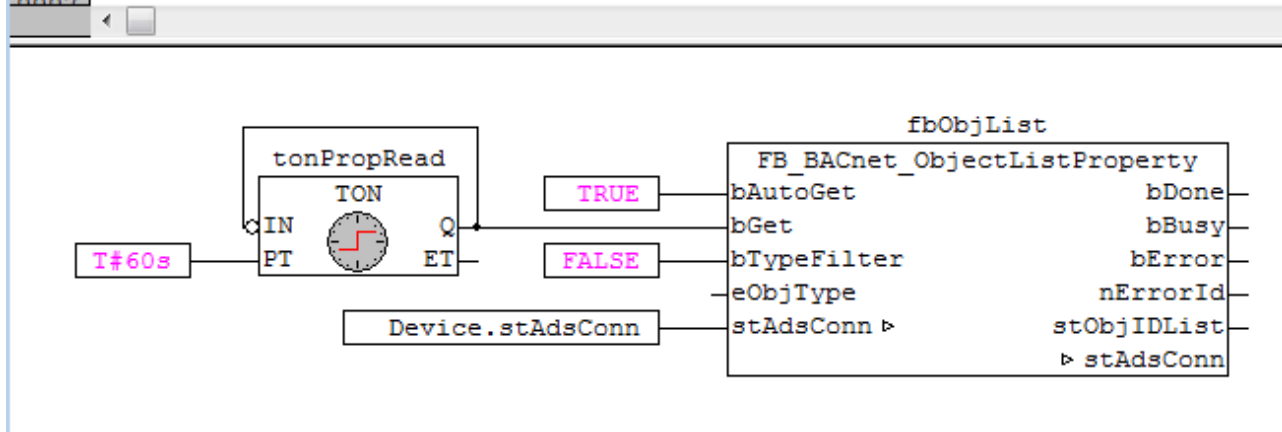 fbObjList
tonPropRead
FB_BACnet_ObjectListProperty
TON
TRUE
bAutoGet
bDone
IN
Q
bGet
bBusy
T#60s
PT
ET
FALSE
bTypeFilter
bError
eObjType
nErrorId
Device.stAdsConn
stAdsConn
stObjIDList
stAdsConn